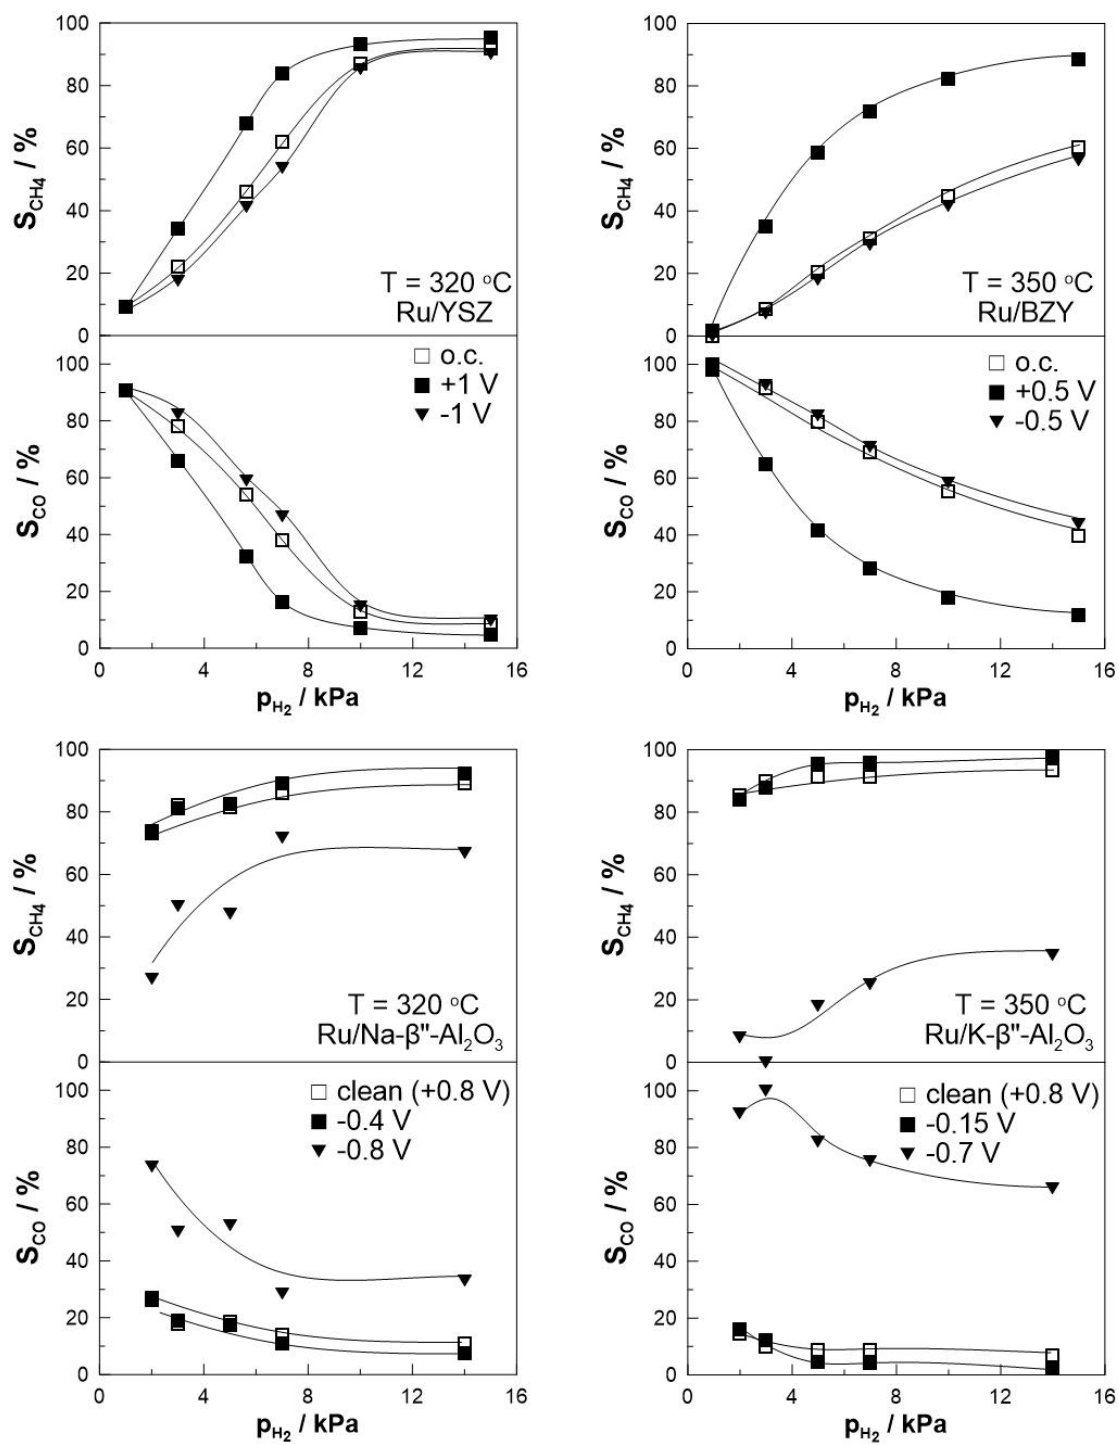 100
80
60
40
20
0
S_CH4 / %
T = 320 °C
Ru/YSZ
100
80
60
40
20
0
S_CO / %
o.c.
+1 V
-1 V
0 4 8 12 16
p_H2 / kPa
100
80
60
40
20
0
S_CH4 / %
T = 350 °C
Ru/BZY
100
80
60
40
20
0
S_CO / %
o.c.
+0.5 V
-0.5 V
0 4 8 12 16
p_H2 / kPa
100
80
60
40
20
0
S_CH4 / %
T = 320 °C
Ru/Na-β"-Al₂O₃
100
80
60
40
20
0
S_CO / %
clean (+0.8 V)
-0.4 V
-0.8 V
0 4 8 12 16
p_H2 / kPa
100
80
60
40
20
0
S_CH4 / %
T = 350 °C
Ru/K-β"-Al₂O₃
100
80
60
40
20
0
S_CO / %
clean (+0.8 V)
-0.15 V
-0.7 V
0 4 8 12 16
p_H2 / kPa